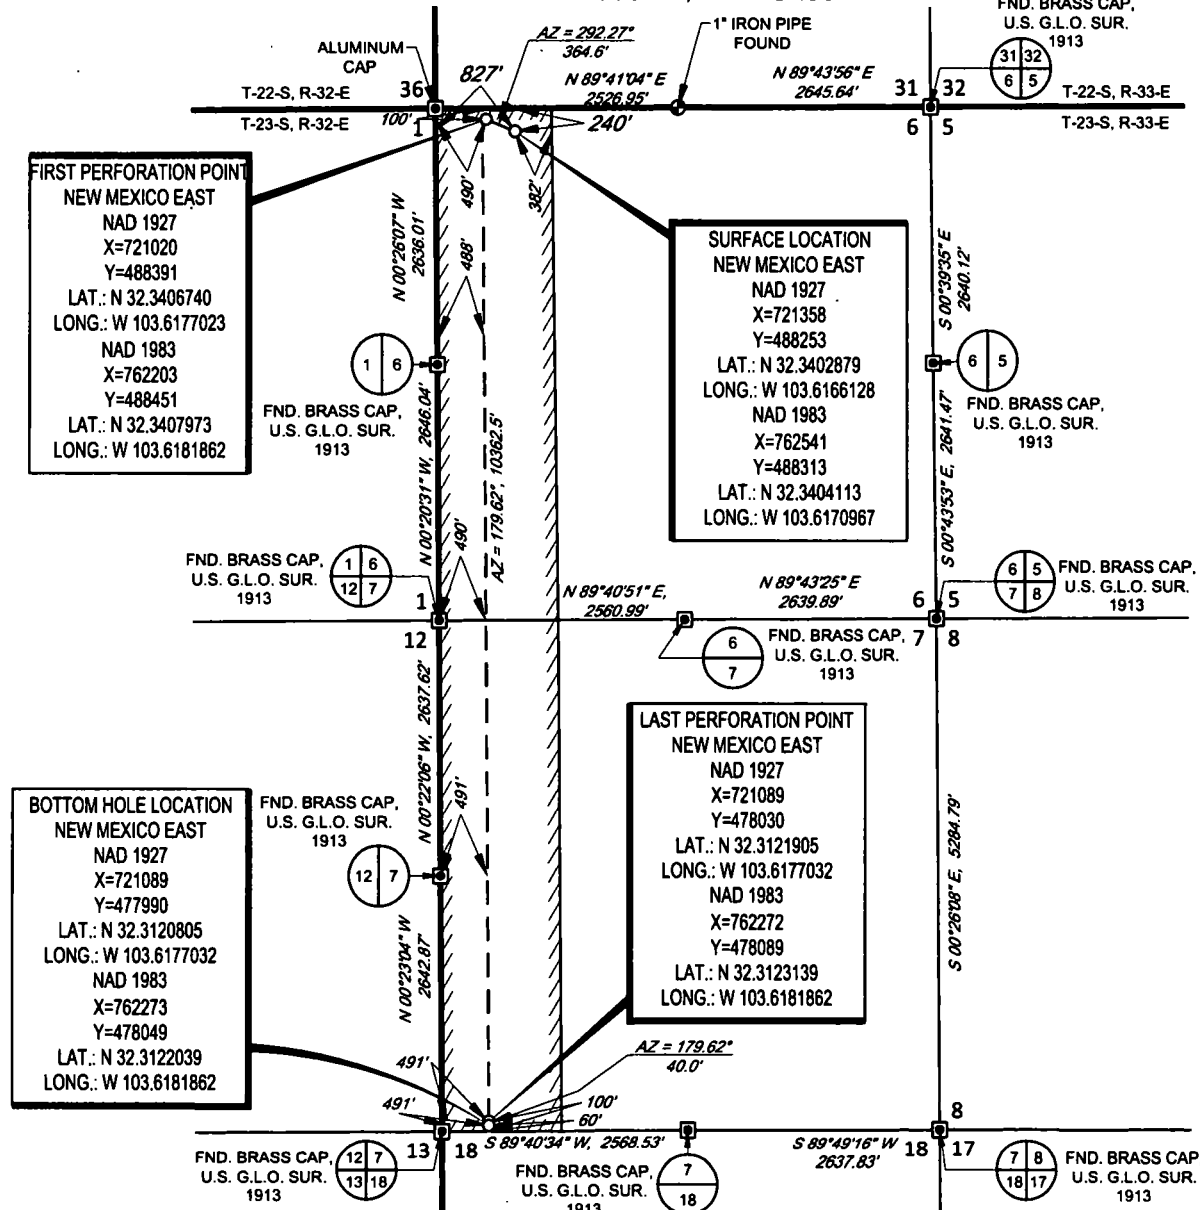 FND. BRASS CAP,
U.S. G.L.O. SUR.
1913
31 32
6 5
1" IRON PIPE
FOUND
AZ = 292.27°
364.6'
ALUMINUM
CAP
827'
N 89°41'04" E
2526.95'
N 89°43'56" E
2645.64'
36
31 32
T-22-S, R-32-E
T-22-S, R-33-E
T-23-S, R-32-E
T-23-S, R-33-E
100'
1
240'
6 5
490'
382'
FIRST PERFORATION POINT
NEW MEXICO EAST
NAD 1927
X=721020
Y=488391
LAT.: N 32.3406740
LONG.: W 103.6177023
NAD 1983
X=762203
Y=488451
LAT.: N 32.3407973
LONG.: W 103.6181862
N 00°26'07" W
2636.01'
488'
SURFACE LOCATION
NEW MEXICO EAST
NAD 1927
X=721358
Y=488253
LAT.: N 32.3402879
LONG.: W 103.6166128
NAD 1983
X=762541
Y=488313
LAT.: N 32.3404113
LONG.: W 103.6170967
S 00°39'35" E
2640.12'
1 6
FND. BRASS CAP,
U.S. G.L.O. SUR.
1913
6 5
FND. BRASS CAP,
U.S. G.L.O. SUR.
1913
N 00°20'31" W, 2646.04'
AZ = 179.62°, 10362.5'
490'
S 00°43'53" E, 2641.47'
FND. BRASS CAP,
U.S. G.L.O. SUR.
1913
1 6
12 7
1
12
N 89°40'51" E,
2560.99'
N 89°43'25" E
2639.89'
6 5
7 8
6 5
7 8
FND. BRASS CAP,
U.S. G.L.O. SUR.
1913
6
7
FND. BRASS CAP,
U.S. G.L.O. SUR.
1913
N 00°22'06" W, 2637.62'
491'
LAST PERFORATION POINT
NEW MEXICO EAST
NAD 1927
X=721089
Y=478030
LAT.: N 32.3121905
LONG.: W 103.6177032
NAD 1983
X=762272
Y=478089
LAT.: N 32.3123139
LONG.: W 103.6181862
BOTTOM HOLE LOCATION
NEW MEXICO EAST
NAD 1927
X=721089
Y=477990
LAT.: N 32.3120805
LONG.: W 103.6177032
NAD 1983
X=762273
Y=478049
LAT.: N 32.3122039
LONG.: W 103.6181862
FND. BRASS CAP,
U.S. G.L.O. SUR.
1913
12 7
N 00°23'04" W
2642.87'
S 00°26'08" E, 5284.79'
AZ = 179.62°
40.0'
491'
491'
100'
60'
8
13 18
S 89°40'34" W, 2568.53'
S 89°49'16" W
2637.83'
18 17
FND. BRASS CAP,
U.S. G.L.O. SUR.
1913
12 7
13 18
FND. BRASS CAP,
U.S. G.L.O. SUR.
1913
7
18
7 8
18 17
FND. BRASS CAP
U.S. G.L.O. SUR.
1913